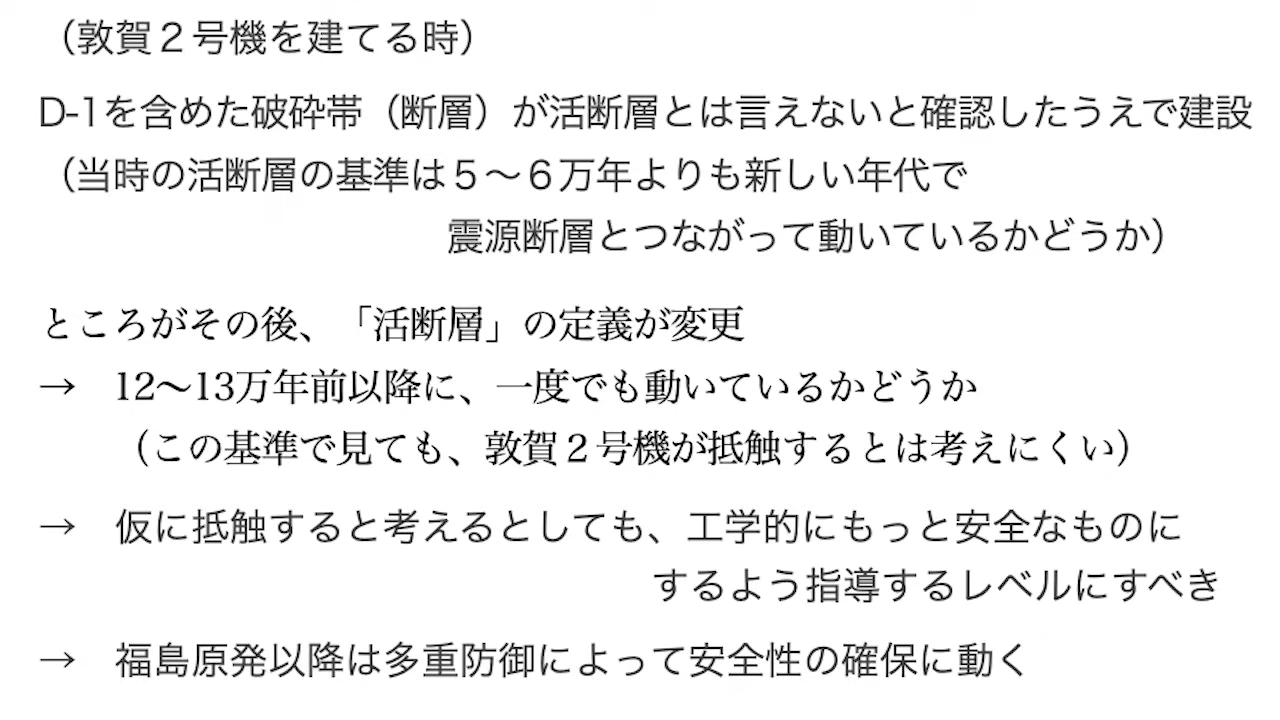 （敦賀２号機を建てる時）
D-1を含めた破砕帯（断層）が活断層とは言えないと確認したうえで建設
（当時の活断層の基準は５～６万年よりも新しい年代で
震源断層とつながって動いているかどうか）
ところがその後、「活断層」の定義が変更
→　12～13万年前以降に、一度でも動いているかどうか
（この基準で見ても、敦賀２号機が抵触するとは考えにくい）
→　仮に抵触すると考えるとしても、工学的にもっと安全なものに
するよう指導するレベルにすべき
→　福島原発以降は多重防御によって安全性の確保に動く